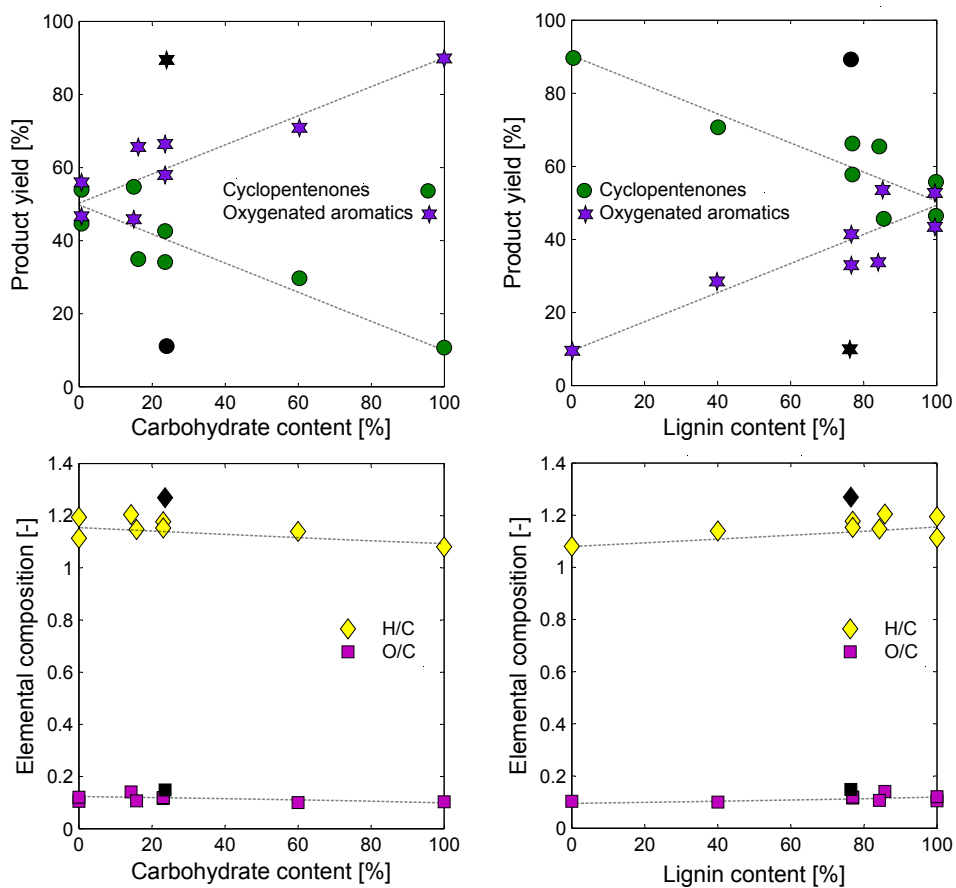 100
80
60
40
20
0
Product yield [%]
Cyclopentenones
Oxygenated aromatics
0 20 40 60 80 100
Carbohydrate content [%]
100
80
60
40
20
0
Product yield [%]
Cyclopentenones
Oxygenated aromatics
0 20 40 60 80 100
Lignin content [%]
1.4
1.2
1
0.8
0.6
0.4
0.2
0
Elemental composition [-]
H/C
O/C
0 20 40 60 80 100
Carbohydrate content [%]
1.4
1.2
1
0.8
0.6
0.4
0.2
0
Elemental composition [-]
H/C
O/C
0 20 40 60 80 100
Lignin content [%]